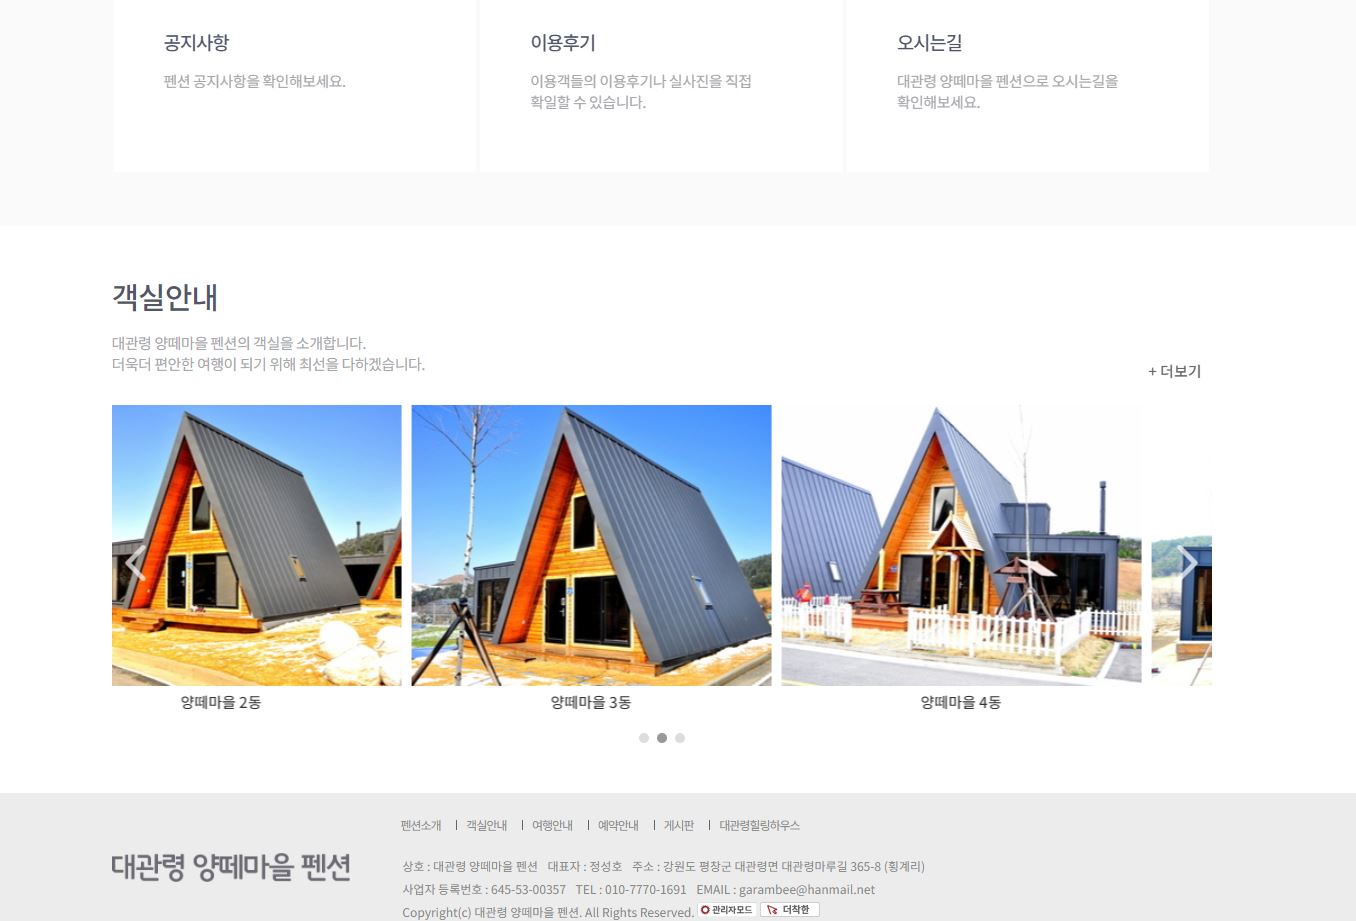 공지사항
펜션 공지사항을 확인해보세요.
이용후기
이용객들의 이용후기나 실사진을 직접
확일할 수 있습니다.
오시는길
대관령 양떼마을 펜션으로 오시는길을
확인해보세요.
객실안내
대관령 양떼마을 펜션의 객실을 소개합니다.
더욱더 편안한 여행이 되기 위해 최선을 다하겠습니다.
+ 더보기
양떼마을 2동
양떼마을 3동
양떼마을 4동
펜션소개 | 객실안내 | 여행안내 | 예약안내 | 게시판 | 대관령힐링하우스
대관령 양떼마을 펜션
상호 : 대관령 양떼마을 펜션 대표자 : 정성호 주소 : 강원도 평창군 대관령면 대관령마루길 365-8 (횡계리)
사업자 등록번호 : 645-53-00357 TEL : 010-7770-1691 EMAIL : garambee@hanmail.net
Copyright(c) 대관령 양떼마을 펜션. All Rights Reserved. 관리자모드 더착한